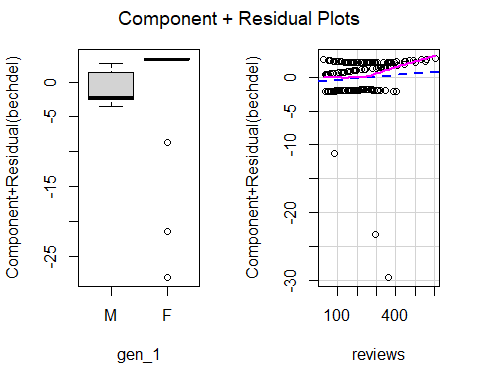 Component + Residual Plots
Component+Residual(bechdel)
0
-5
-15
-25
M F
gen_1
Component+Residual(bechdel)
0
-10
-20
-30
100 400
reviews